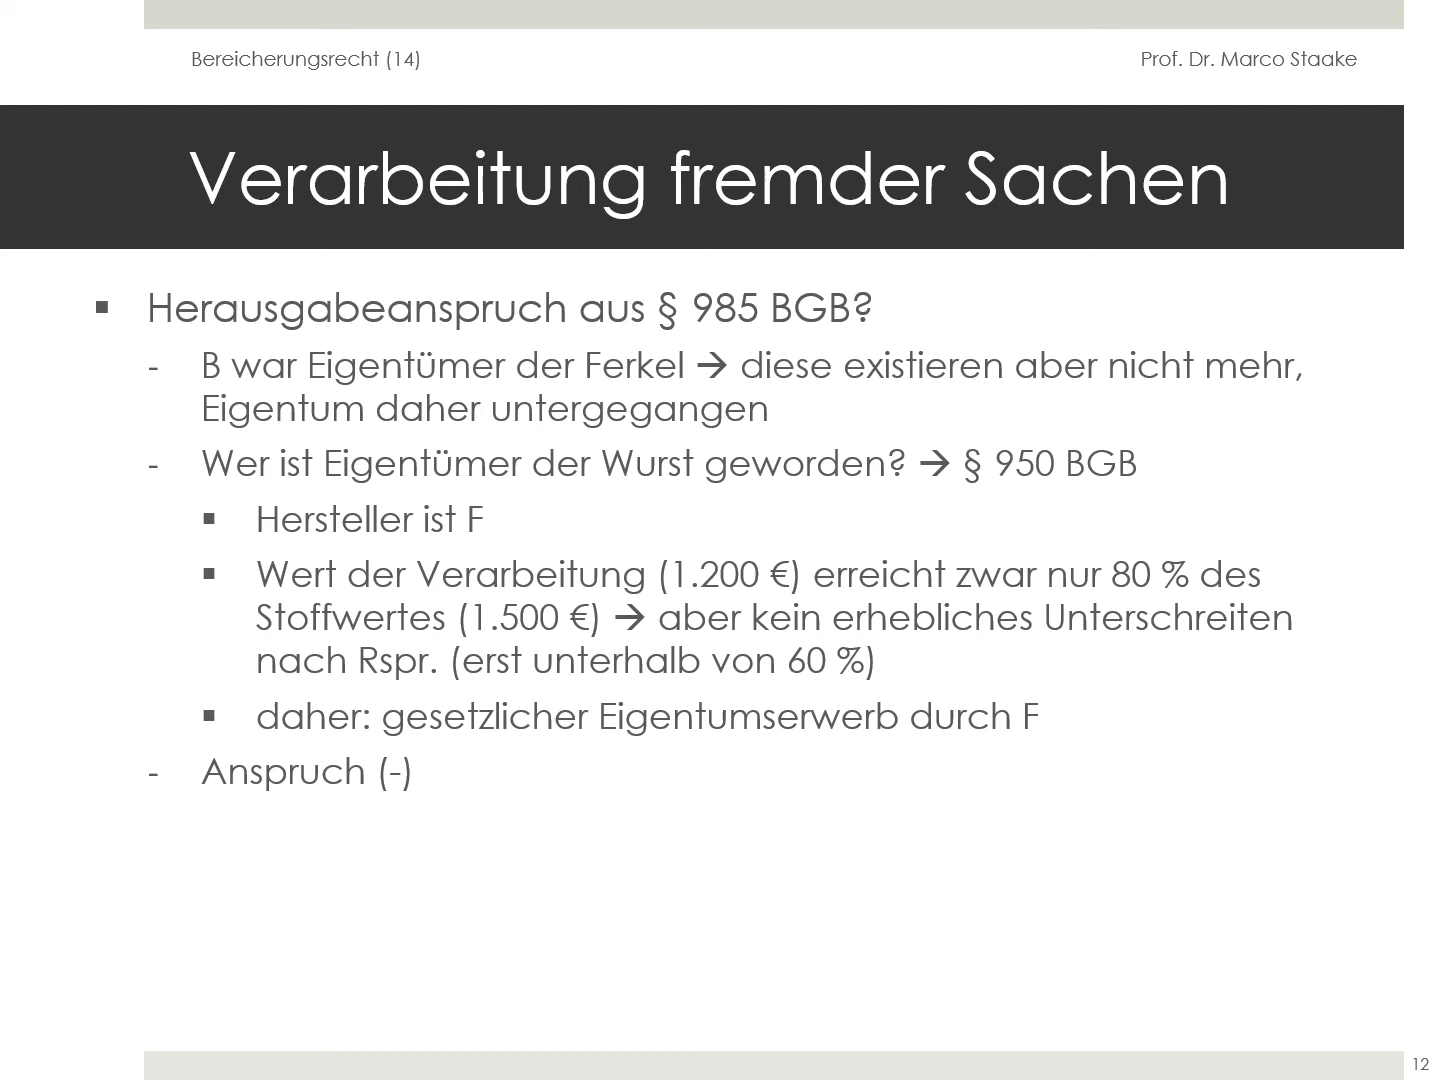 Bereicherungsrecht (14)
Prof. Dr. Marco Staake
Verarbeitung fremder Sachen
▪ Herausgabeanspruch aus § 985 BGB?
- B war Eigentümer der Ferkel → diese existieren aber nicht mehr,
Eigentum daher untergegangen
- Wer ist Eigentümer der Wurst geworden? → § 950 BGB
▪ Hersteller ist F
▪ Wert der Verarbeitung (1.200 €) erreicht zwar nur 80 % des
Stoffwertes (1.500 €) → aber kein erhebliches Unterschreiten
nach Rspr. (erst unterhalb von 60 %)
▪ daher: gesetzlicher Eigentumserwerb durch F
- Anspruch (-)
12